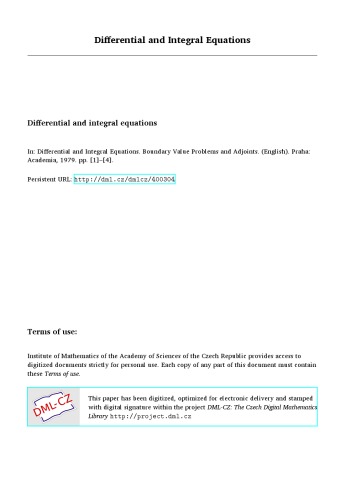 Differential and Integral Equations
Differential and integral equations
In: Differential and Integral Equations. Boundary Value Problems and Adjoints. (English). Praha:
Academia, 1979. pp. [1]–[4].
Persistent URL: http://dml.cz/dmlcz/400304
Terms of use:
Institute of Mathematics of the Academy of Sciences of the Czech Republic provides access to
digitized documents strictly for personal use. Each copy of any part of this document must contain
these Terms of use.
DML-CZ
This paper has been digitized, optimized for electronic delivery and stamped
with digital signature within the project DML-CZ: The Czech Digital Mathematics
Library http://project.dml.cz